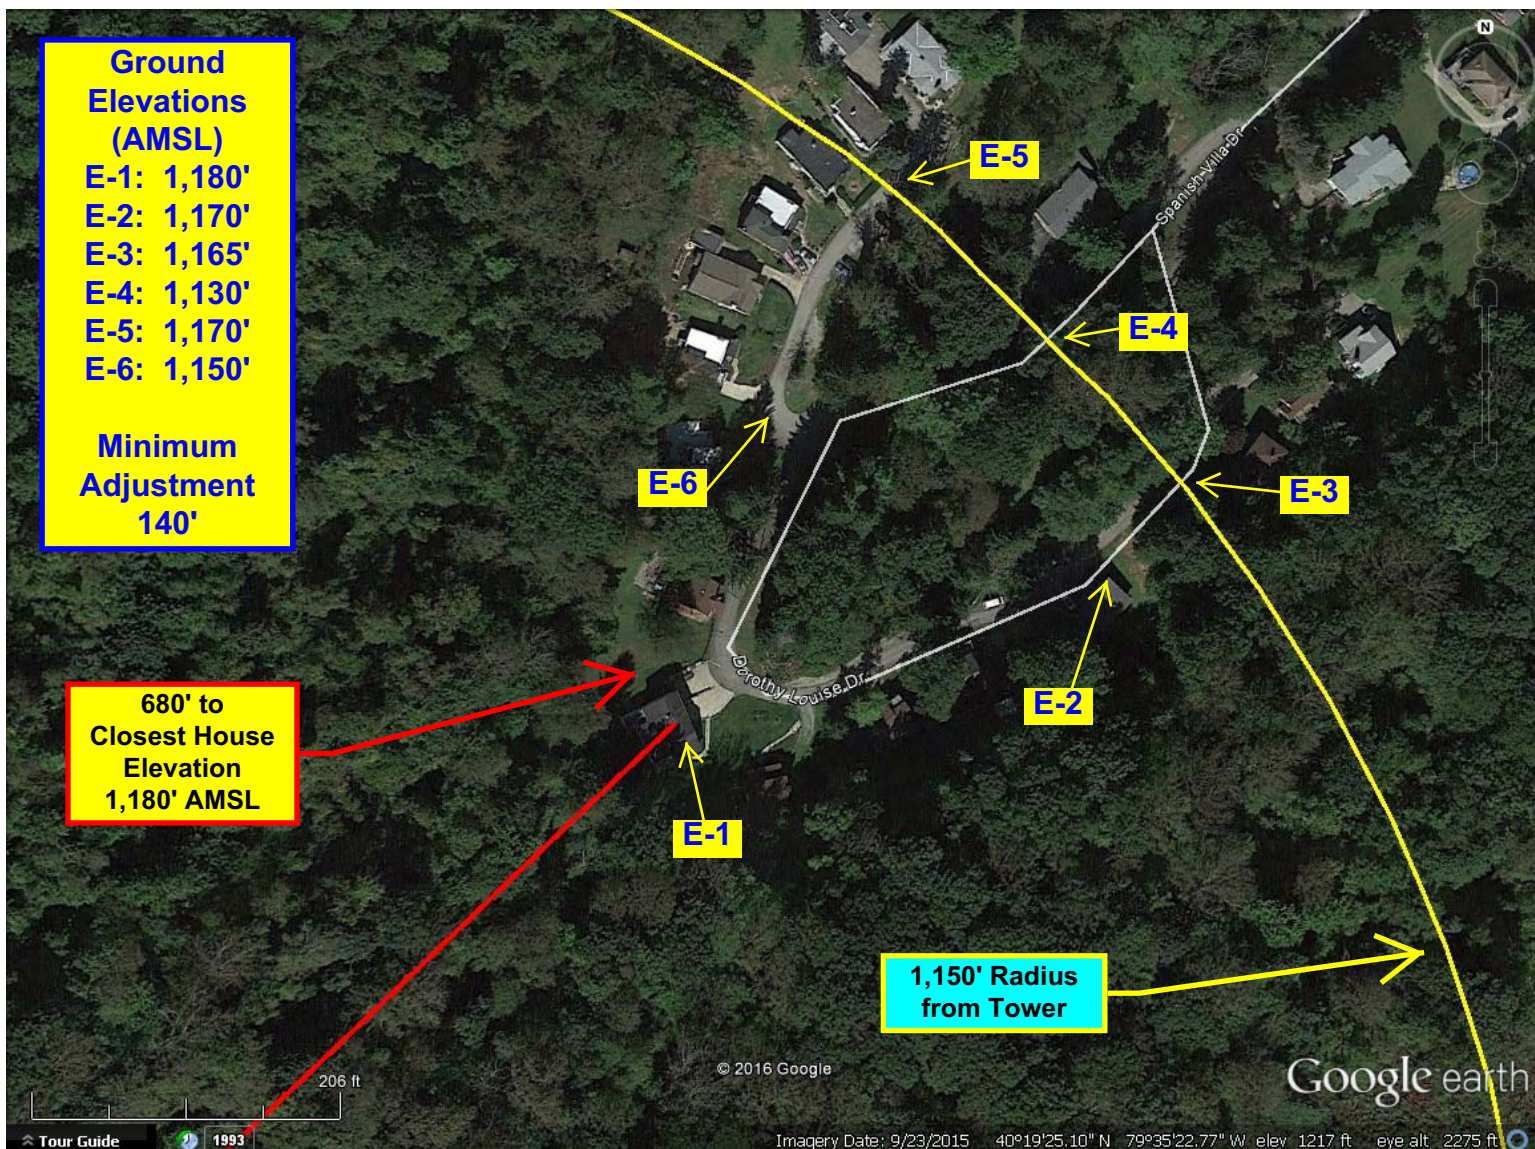 Ground
Elevations
(AMSL)
E-1: 1,180'
E-2: 1,170'
E-3: 1,165'
E-4: 1,130'
E-5: 1,170'
E-6: 1,150'
Minimum
Adjustment
140'
N
E-5
Spanish Villa Dr
E-4
E-6
E-3
Dorothy Louise Dr
E-2
680' to
Closest House
Elevation
1,180' AMSL
E-1
1,150' Radius
from Tower
© 2016 Google
Google earth
206 ft
Tour Guide
1993
Imagery Date: 9/23/2015 40°19'25.10" N 79°35'22.77" W elev 1217 ft eye alt 2275 ft